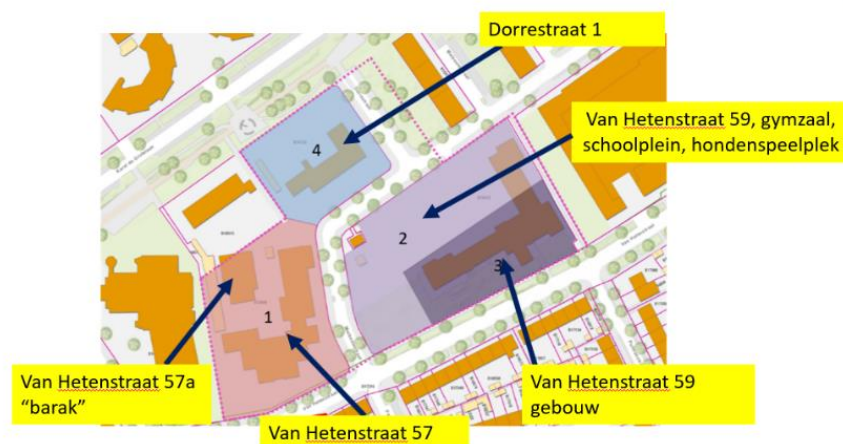 Dorrestraat 1
Van Hetenstraat 59, gymzaal,
schoolplein, hondenspeelplek
4
2
3
1
Van Hetenstraat 57a
“barak”
Van Hetenstraat 57
Van Hetenstraat 59
gebouw